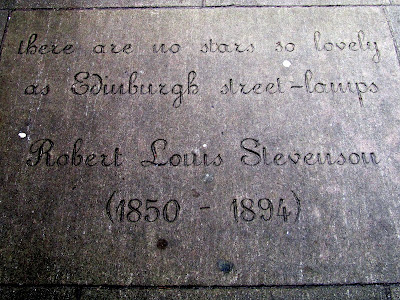 there are no stars so lovely
as Edinburgh street-lamps
Robert Louis Stevenson
(1850 - 1894)